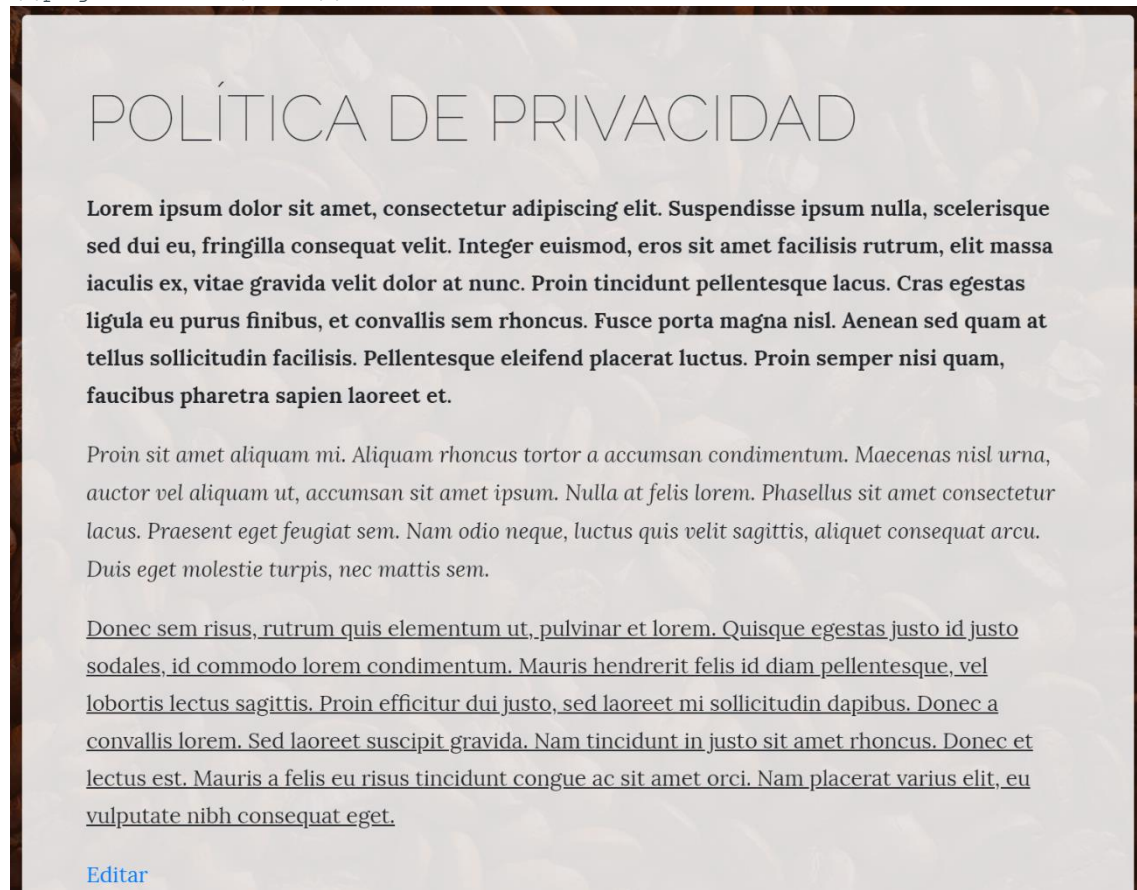 POLÍTICA DE PRIVACIDAD
Lorem ipsum dolor sit amet, consectetur adipiscing elit. Suspendisse ipsum nulla, scelerisque
sed dui eu, fringilla consequat velit. Integer euismod, eros sit amet facilisis rutrum, elit massa
iaculis ex, vitae gravida velit dolor at nunc. Proin tincidunt pellentesque lacus. Cras egestas
ligula eu purus finibus, et convallis sem rhoncus. Fusce porta magna nisl. Aenean sed quam at
tellus sollicitudin facilisis. Pellentesque eleifend placerat luctus. Proin semper nisi quam,
faucibus pharetra sapien laoreet et.
Proin sit amet aliquam mi. Aliquam rhoncus tortor a accumsan condimentum. Maecenas nisl urna,
auctor vel aliquam ut, accumsan sit amet ipsum. Nulla at felis lorem. Phasellus sit amet consectetur
lacus. Praesent eget feugiat sem. Nam odio neque, luctus quis velit sagittis, aliquet consequat arcu.
Duis eget molestie turpis, nec mattis sem.
Donec sem risus, rutrum quis elementum ut, pulvinar et lorem. Quisque egestas justo id justo
sodales, id commodo lorem condimentum. Mauris hendrerit felis id diam pellentesque, vel
lobortis lectus sagittis. Proin efficitur dui justo, sed laoreet mi sollicitudin dapibus. Donec a
convallis lorem. Sed laoreet suscipit gravida. Nam tincidunt in justo sit amet rhoncus. Donec et
lectus est. Mauris a felis eu risus tincidunt congue ac sit amet orci. Nam placerat varius elit, eu
vulputate nibh consequat eget.
Editar